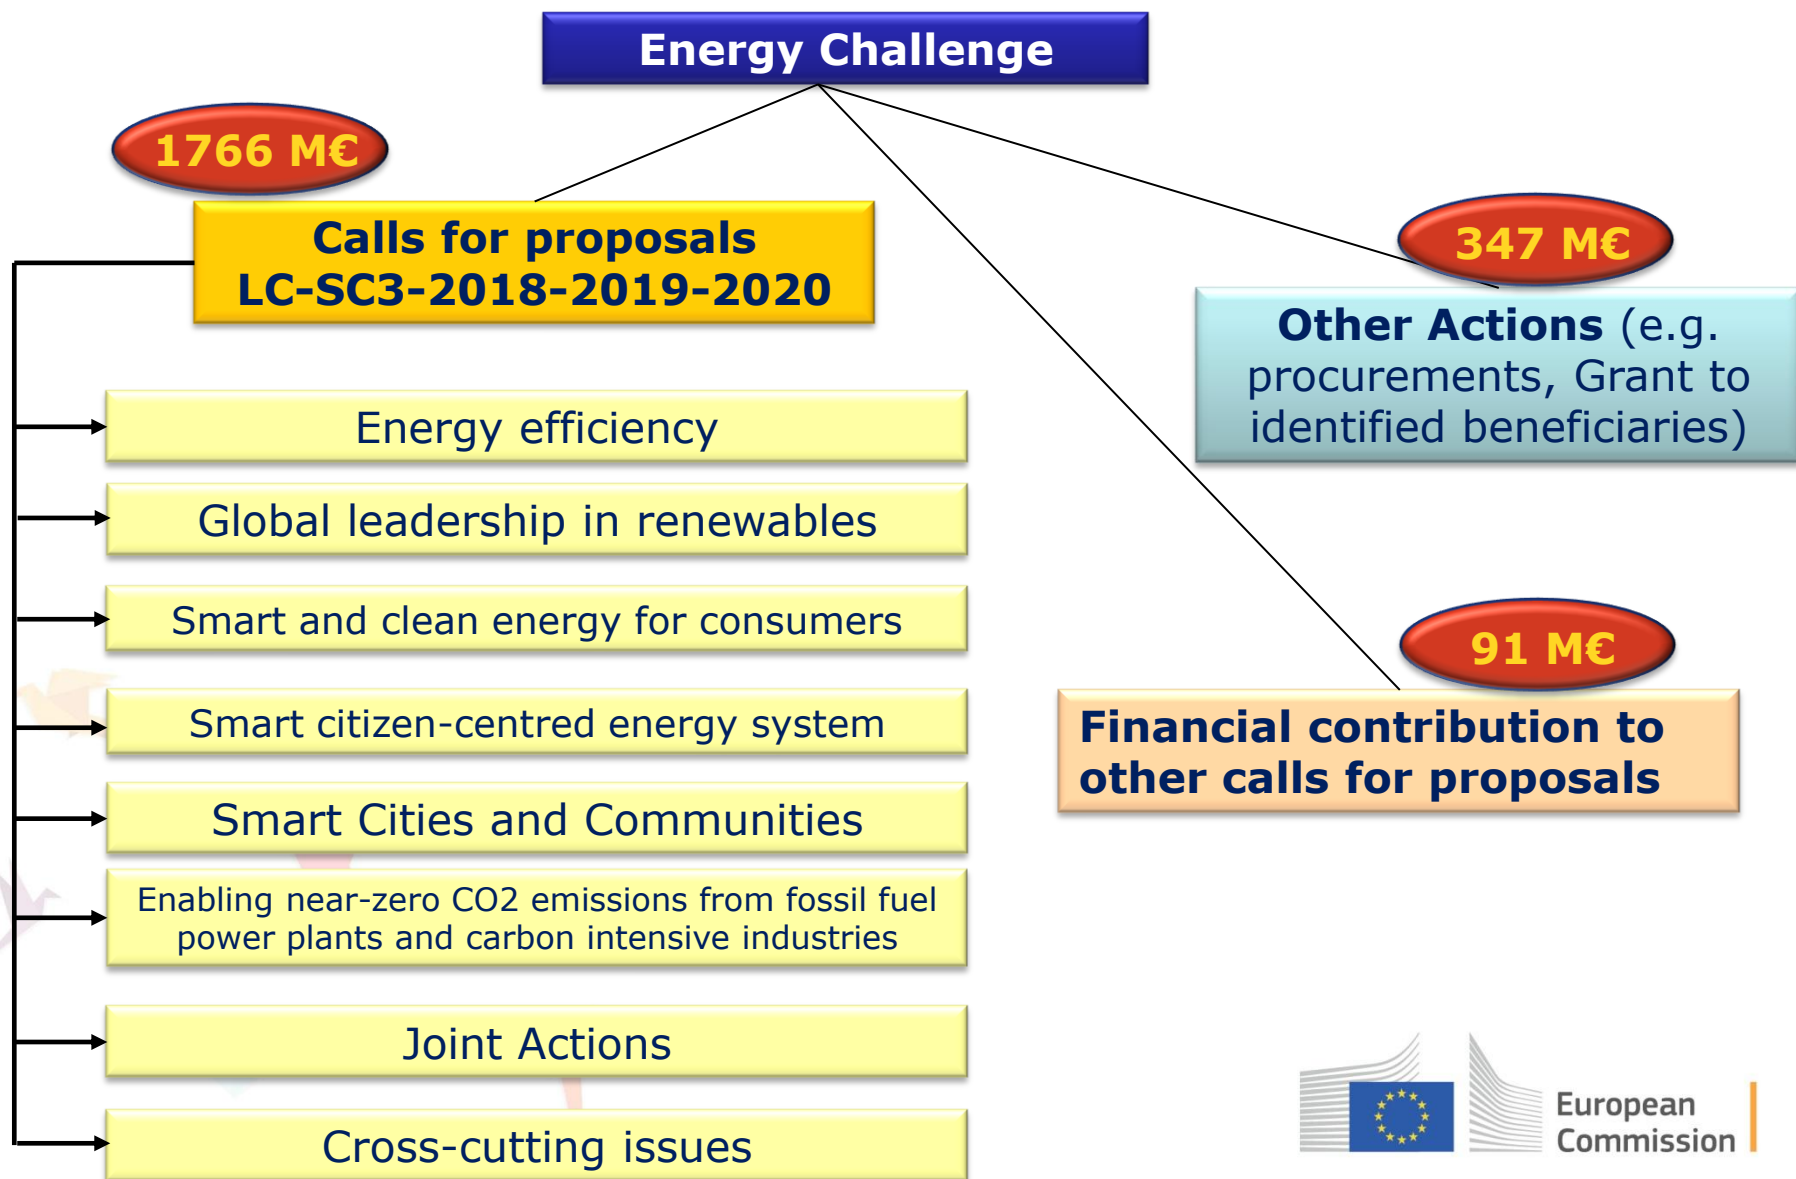 Energy Challenge
1766 M€
Calls for proposals
LC-SC3-2018-2019-2020
347 M€
Other Actions (e.g.
procurements, Grant to
identified beneficiaries)
Energy efficiency
Global leadership in renewables
Smart and clean energy for consumers
Smart citizen-centred energy system
Smart Cities and Communities
Enabling near-zero CO2 emissions from fossil fuel
power plants and carbon intensive industries
Joint Actions
Cross-cutting issues
91 M€
Financial contribution to
other calls for proposals
European
Commission